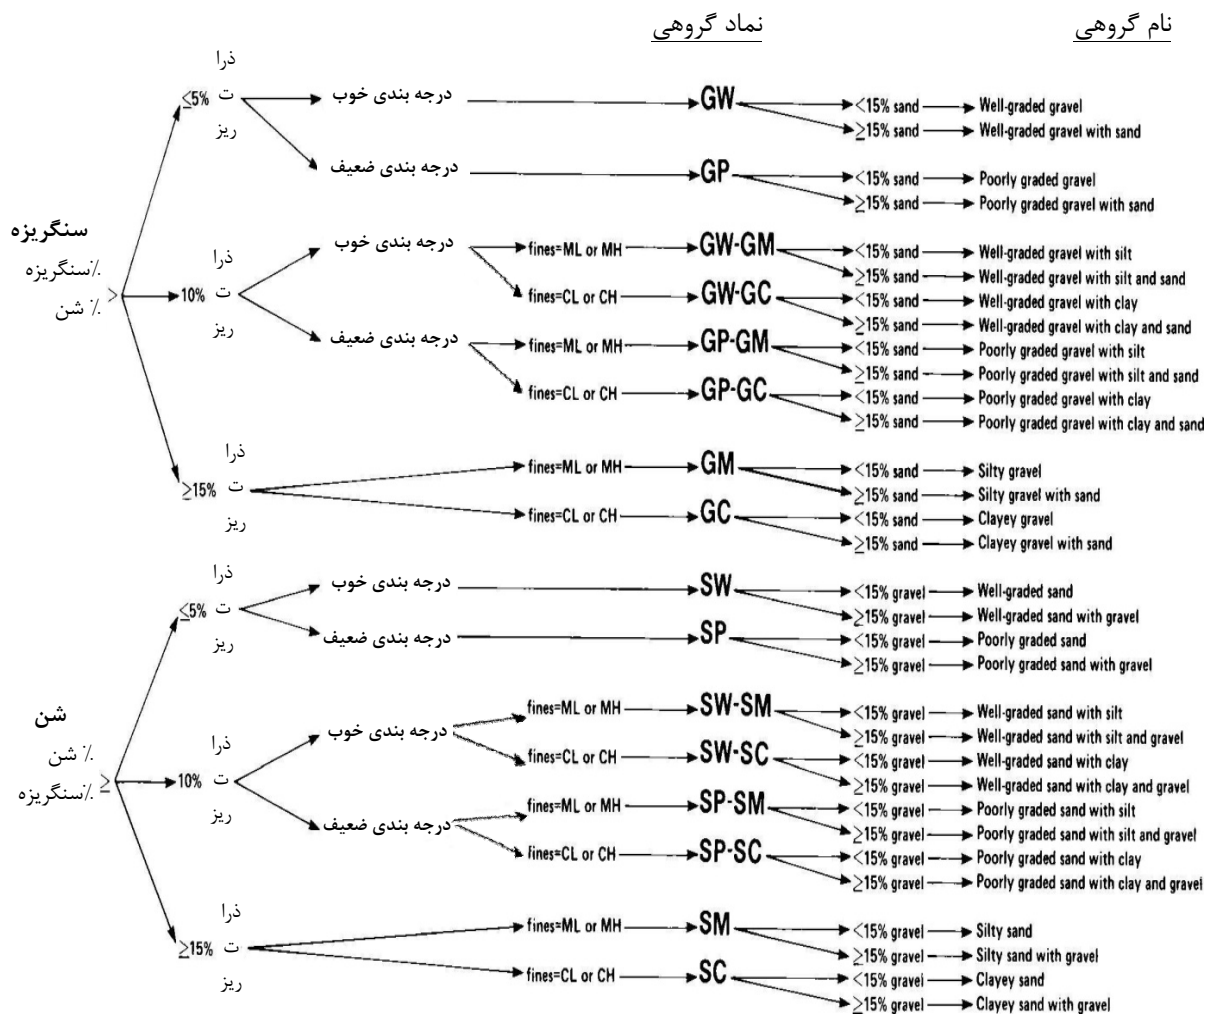 نماد گروهی
نام گروهی
سنگریزه
٪سنگریزه
>
٪ شن
≤5%
ذرا
ت
ریز
درجه بندی خوب
GW
<15% sand
Well-graded gravel
≥15% sand
Well-graded gravel with sand
درجه بندی ضعیف
GP
<15% sand
Poorly graded gravel
≥15% sand
Poorly graded gravel with sand
10%
ذرا
ت
ریز
درجه بندی خوب
fines=ML or MH
GW-GM
<15% sand
Well-graded gravel with silt
≥15% sand
Well-graded gravel with silt and sand
fines=CL or CH
GW-GC
<15% sand
Well-graded gravel with clay
≥15% sand
Well-graded gravel with clay and sand
درجه بندی ضعیف
fines=ML or MH
GP-GM
<15% sand
Poorly graded gravel with silt
≥15% sand
Poorly graded gravel with silt and sand
fines=CL or CH
GP-GC
<15% sand
Poorly graded gravel with clay
≥15% sand
Poorly graded gravel with clay and sand
≥15%
ذرا
ت
ریز
fines=ML or MH
GM
<15% sand
Silty gravel
≥15% sand
Silty gravel with sand
fines=CL or CH
GC
<15% sand
Clayey gravel
≥15% sand
Clayey gravel with sand
شن
٪ شن
≥
٪سنگریزه
≤5%
ذرا
ت
ریز
درجه بندی خوب
SW
<15% gravel
Well-graded sand
≥15% gravel
Well-graded sand with gravel
درجه بندی ضعیف
SP
<15% gravel
Poorly graded sand
≥15% gravel
Poorly graded sand with gravel
10%
ذرا
ت
ریز
درجه بندی خوب
fines=ML or MH
SW-SM
<15% gravel
Well-graded sand with silt
≥15% gravel
Well-graded sand with silt and gravel
fines=CL or CH
SW-SC
<15% gravel
Well-graded sand with clay
≥15% gravel
Well-graded sand with clay and gravel
درجه بندی ضعیف
fines=ML or MH
SP-SM
<15% gravel
Poorly graded sand with silt
≥15% gravel
Poorly graded sand with silt and gravel
fines=CL or CH
SP-SC
<15% gravel
Poorly graded sand with clay
≥15% gravel
Poorly graded sand with clay and gravel
≥15%
ذرا
ت
ریز
fines=ML or MH
SM
<15% gravel
Silty sand
≥15% gravel
Silty sand with gravel
fines=CL or CH
SC
<15% gravel
Clayey sand
≥15% gravel
Clayey sand with gravel